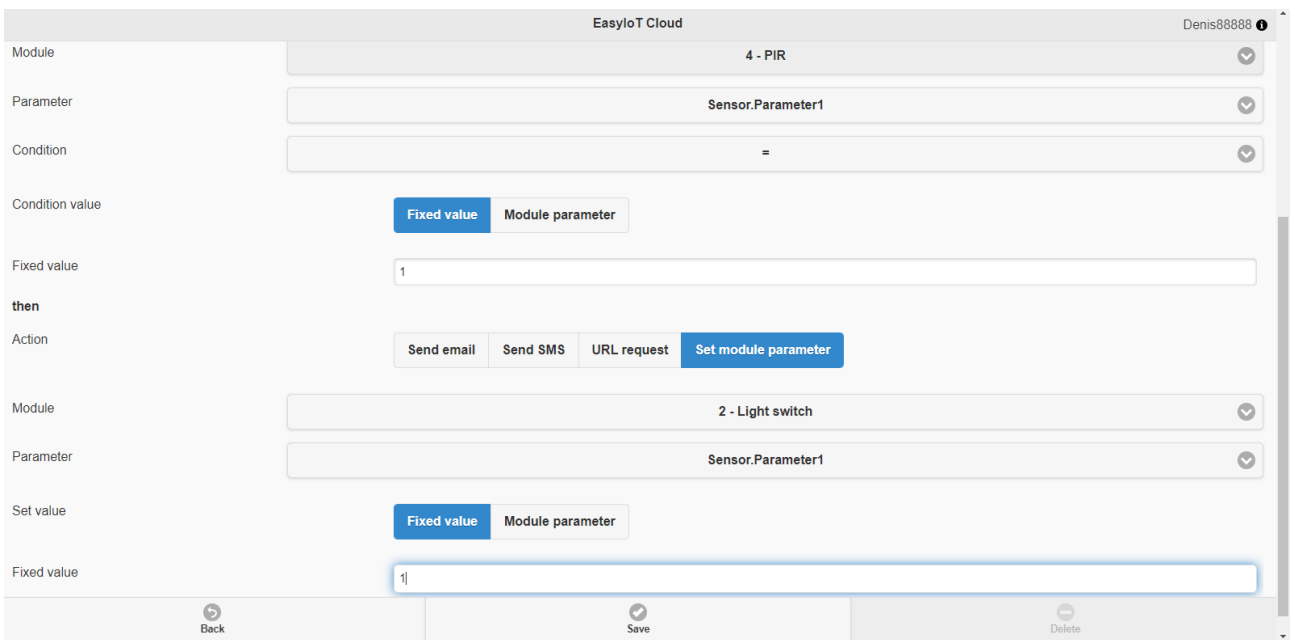 EasyIoT Cloud
Denis88888
Module
4 - PIR
Parameter
Sensor.Parameter1
Condition
=
Condition value
Fixed value Module parameter
Fixed value
1
then
Action
Send email Send SMS URL request Set module parameter
Module
2 - Light switch
Parameter
Sensor.Parameter1
Set value
Fixed value Module parameter
Fixed value
1
Back Save Delete